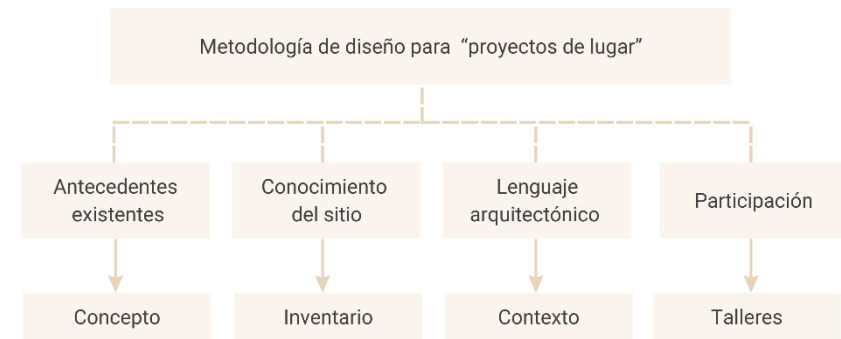 Metodología de diseño para “proyectos de lugar”
Antecedentes
existentes
Conocimiento
del sitio
Lenguaje
arquitectónico
Participación
Concepto
Inventario
Contexto
Talleres